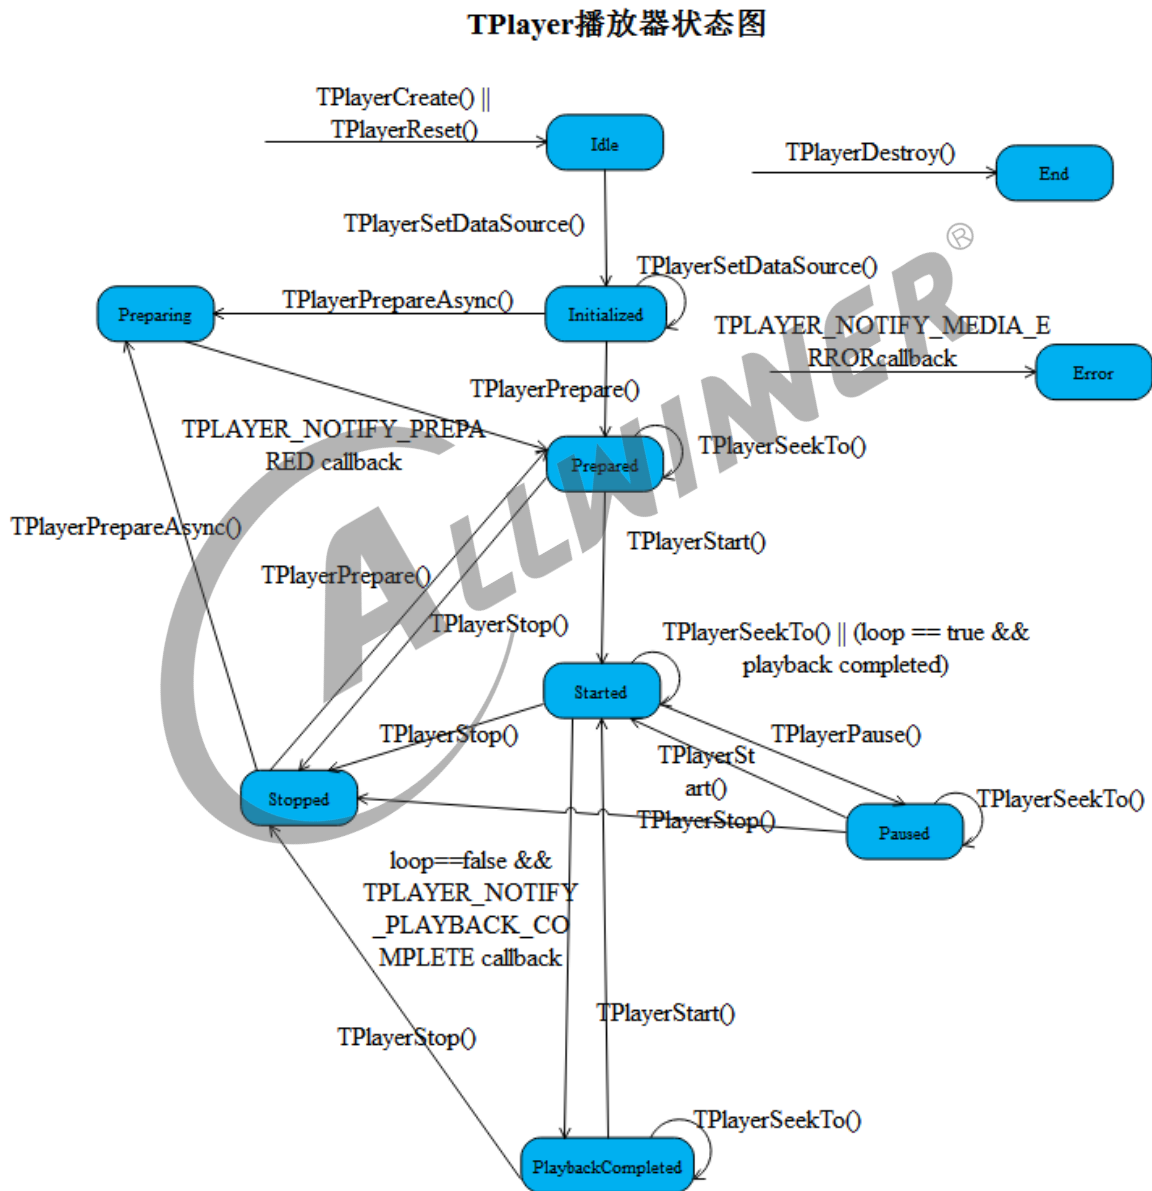 TPlayer播放器状态图
TPlayerCreate() ||
TPlayerReset()
Idle
TPlayerDestroy()
End
TPlayerSetDataSource()
®
TPlayerSetDataSource()
Preparing
TPlayerPrepareAsync()
Initialized
TPLAYER_NOTIFY_MEDIA_E
RRORcallback
Error
TPlayerPrepare()
TPLAYER_NOTIFY_PREPA
RED callback
Prepared
TPlayerSeekTo()
ALLWINNER
TPlayerPrepareAsync()
TPlayerStart()
TPlayerPrepare()
TPlayerStop()
TPlayerSeekTo() || (loop == true &&
playback completed)
Started
TPlayerStop()
TPlayerPause()
TPlayerSt
art()
Stopped
TPlayerStop()
TPlayerSeekTo()
Paused
loop==false &&
TPLAYER_NOTIFY
_PLAYBACK_CO
MPLETE callback
TPlayerStart()
TPlayerStop()
TPlayerSeekTo()
PlaybackCompleted